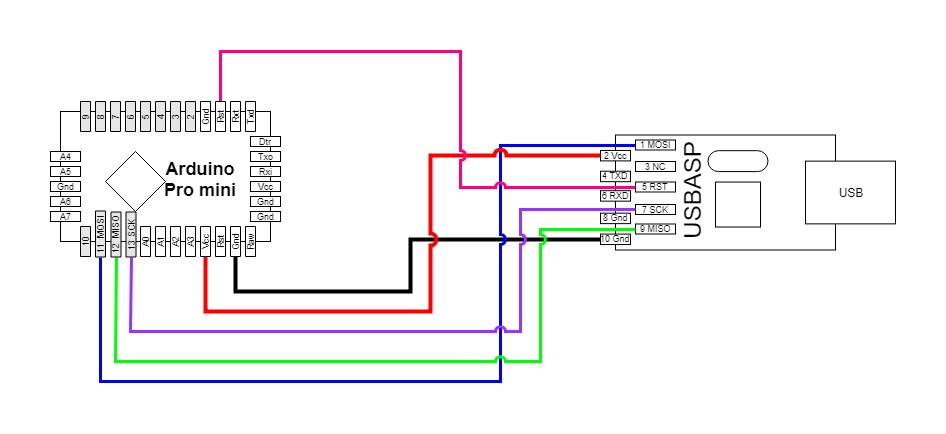 9
8
7
6
5
4
3
2
Gnd
Rst
Rxt
Txd
Dtr
Txo
Rxi
Vcc
Gnd
Gnd
A4
A5
Gnd
A6
A7
Arduino
Pro mini
10
11 MOSI
12 MISO
13 SCK
A0
A1
A2
A3
Vcc
Rst
Gnd
Raw
1 MOSI
2 Vcc
3 NC
4 TXD
5 RST
6 RXD
7 SCK
8 Gnd
9 MISO
10 Gnd
USBASP
USB